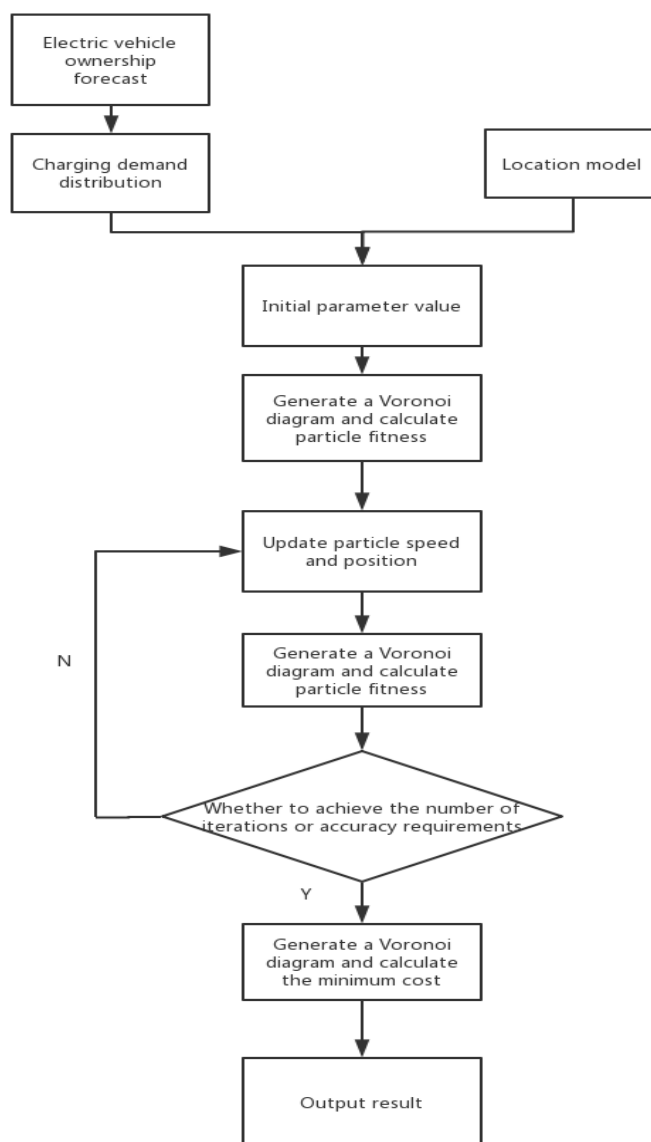 Electric vehicle
ownership
forecast
Charging demand
distribution
Location model
Initial parameter value
Generate a Voronoi
diagram and calculate
particle fitness
Update particle speed
and position
N
Generate a Voronoi
diagram and calculate
particle fitness
Whether to achieve the number of
iterations or accuracy requirements
Y
Generate a Voronoi
diagram and calculate
the minimum cost
Output result